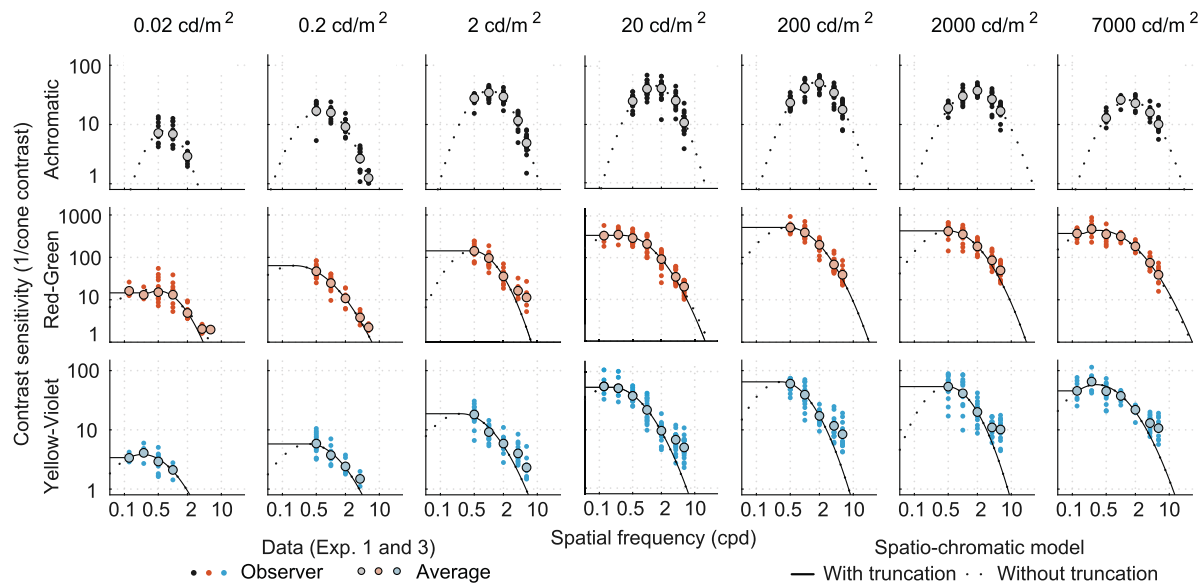 0.02 cd/m² 0.2 cd/m² 2 cd/m² 20 cd/m² 200 cd/m² 2000 cd/m² 7000 cd/m²
Contrast sensitivity (1/cone contrast)
Achromatic
100
10
1
Red-Green
1000
100
10
1
Yellow-Violet
100
10
1
0.1 0.5 2 10 0.1 0.5 2 10 0.1 0.5 2 10 0.1 0.5 2 10 0.1 0.5 2 10 0.1 0.5 2 10 0.1 0.5 2 10
Spatial frequency (cpd)
Data (Exp. 1 and 3)
Observer Average
Spatio-chromatic model
With truncation Without truncation